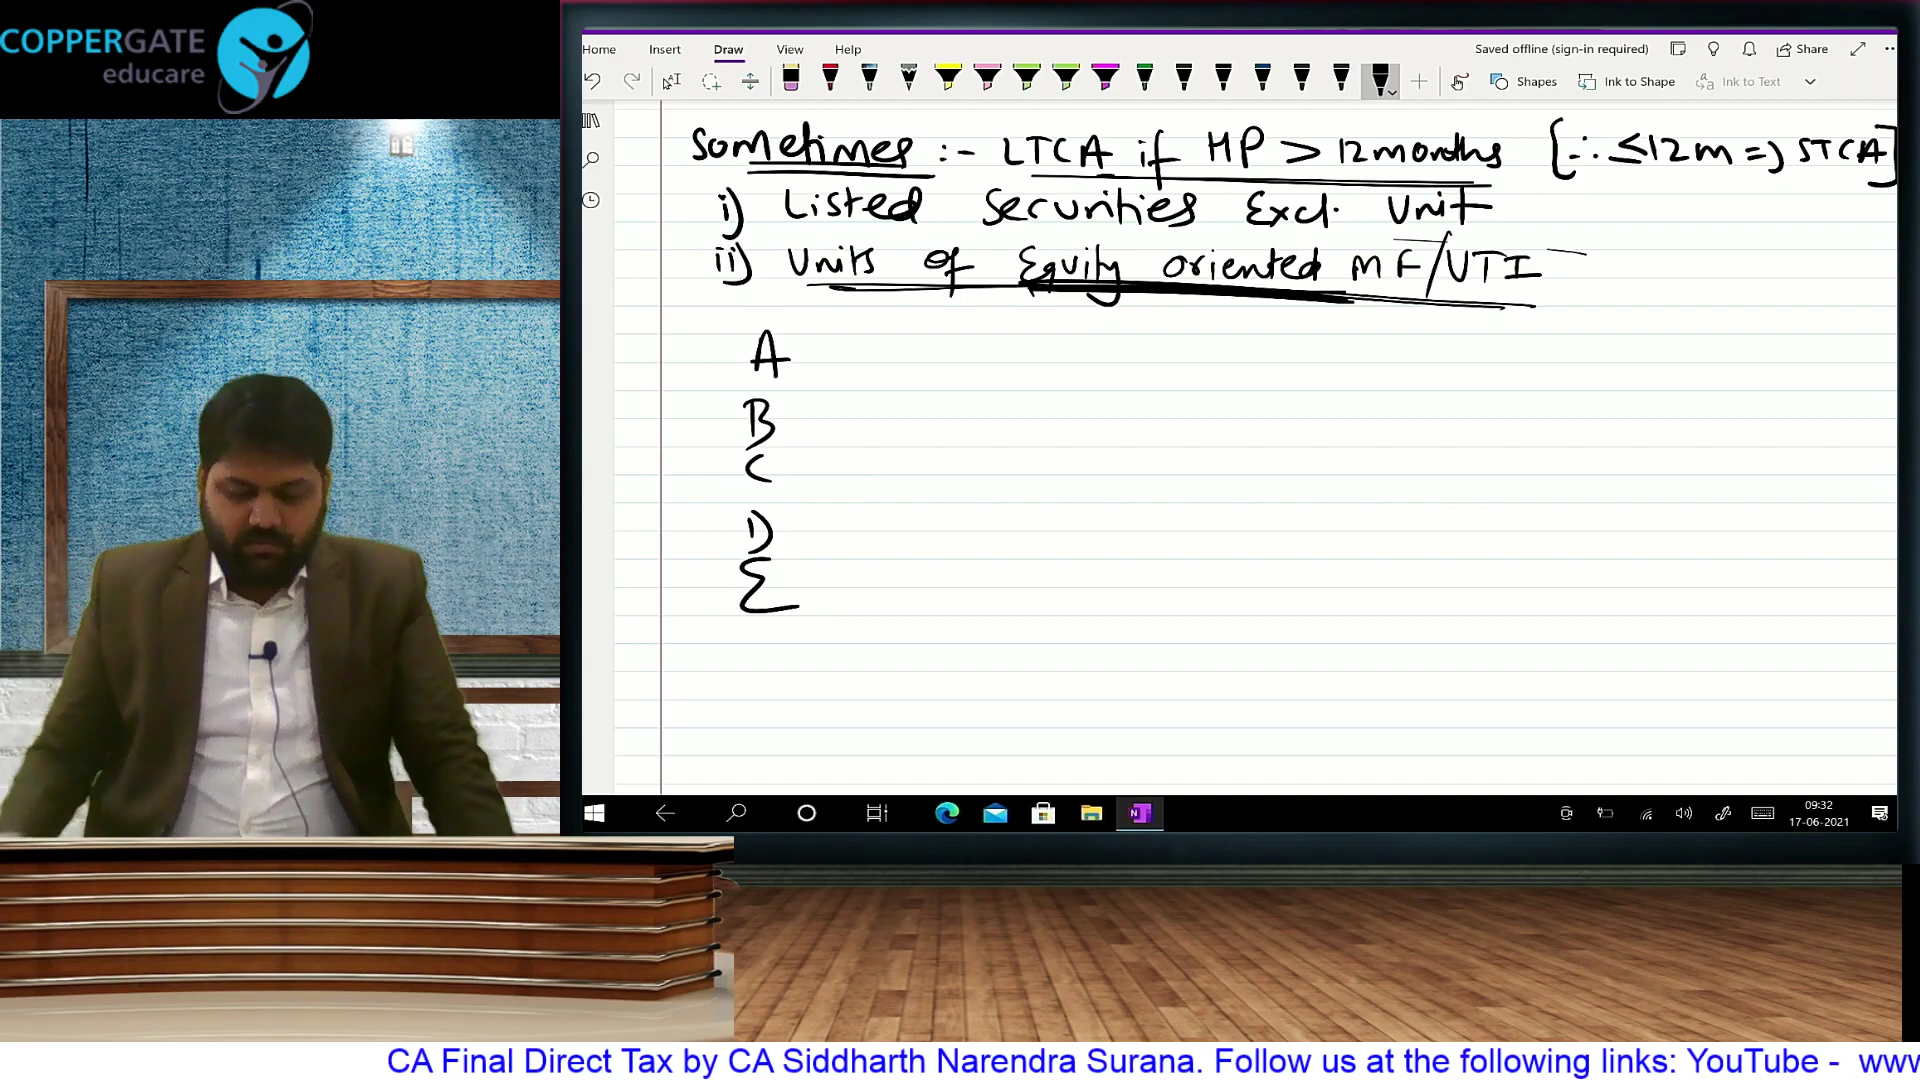 COPPERGATE
educare
Home Insert Draw View Help
Saved offline (sign-in required) Share
Shapes Ink to Shape Ink to Text
Sometimes :- LTCA if HP > 12 months [∴ ≤12m => STCA]
i) Listed Securities Excl. Unit
ii) Units of Equity oriented MF/UTI
A
B
C
D
E
09:32
17-06-2021
CA Final Direct Tax by CA Siddharth Narendra Surana. Follow us at the following links: YouTube - www